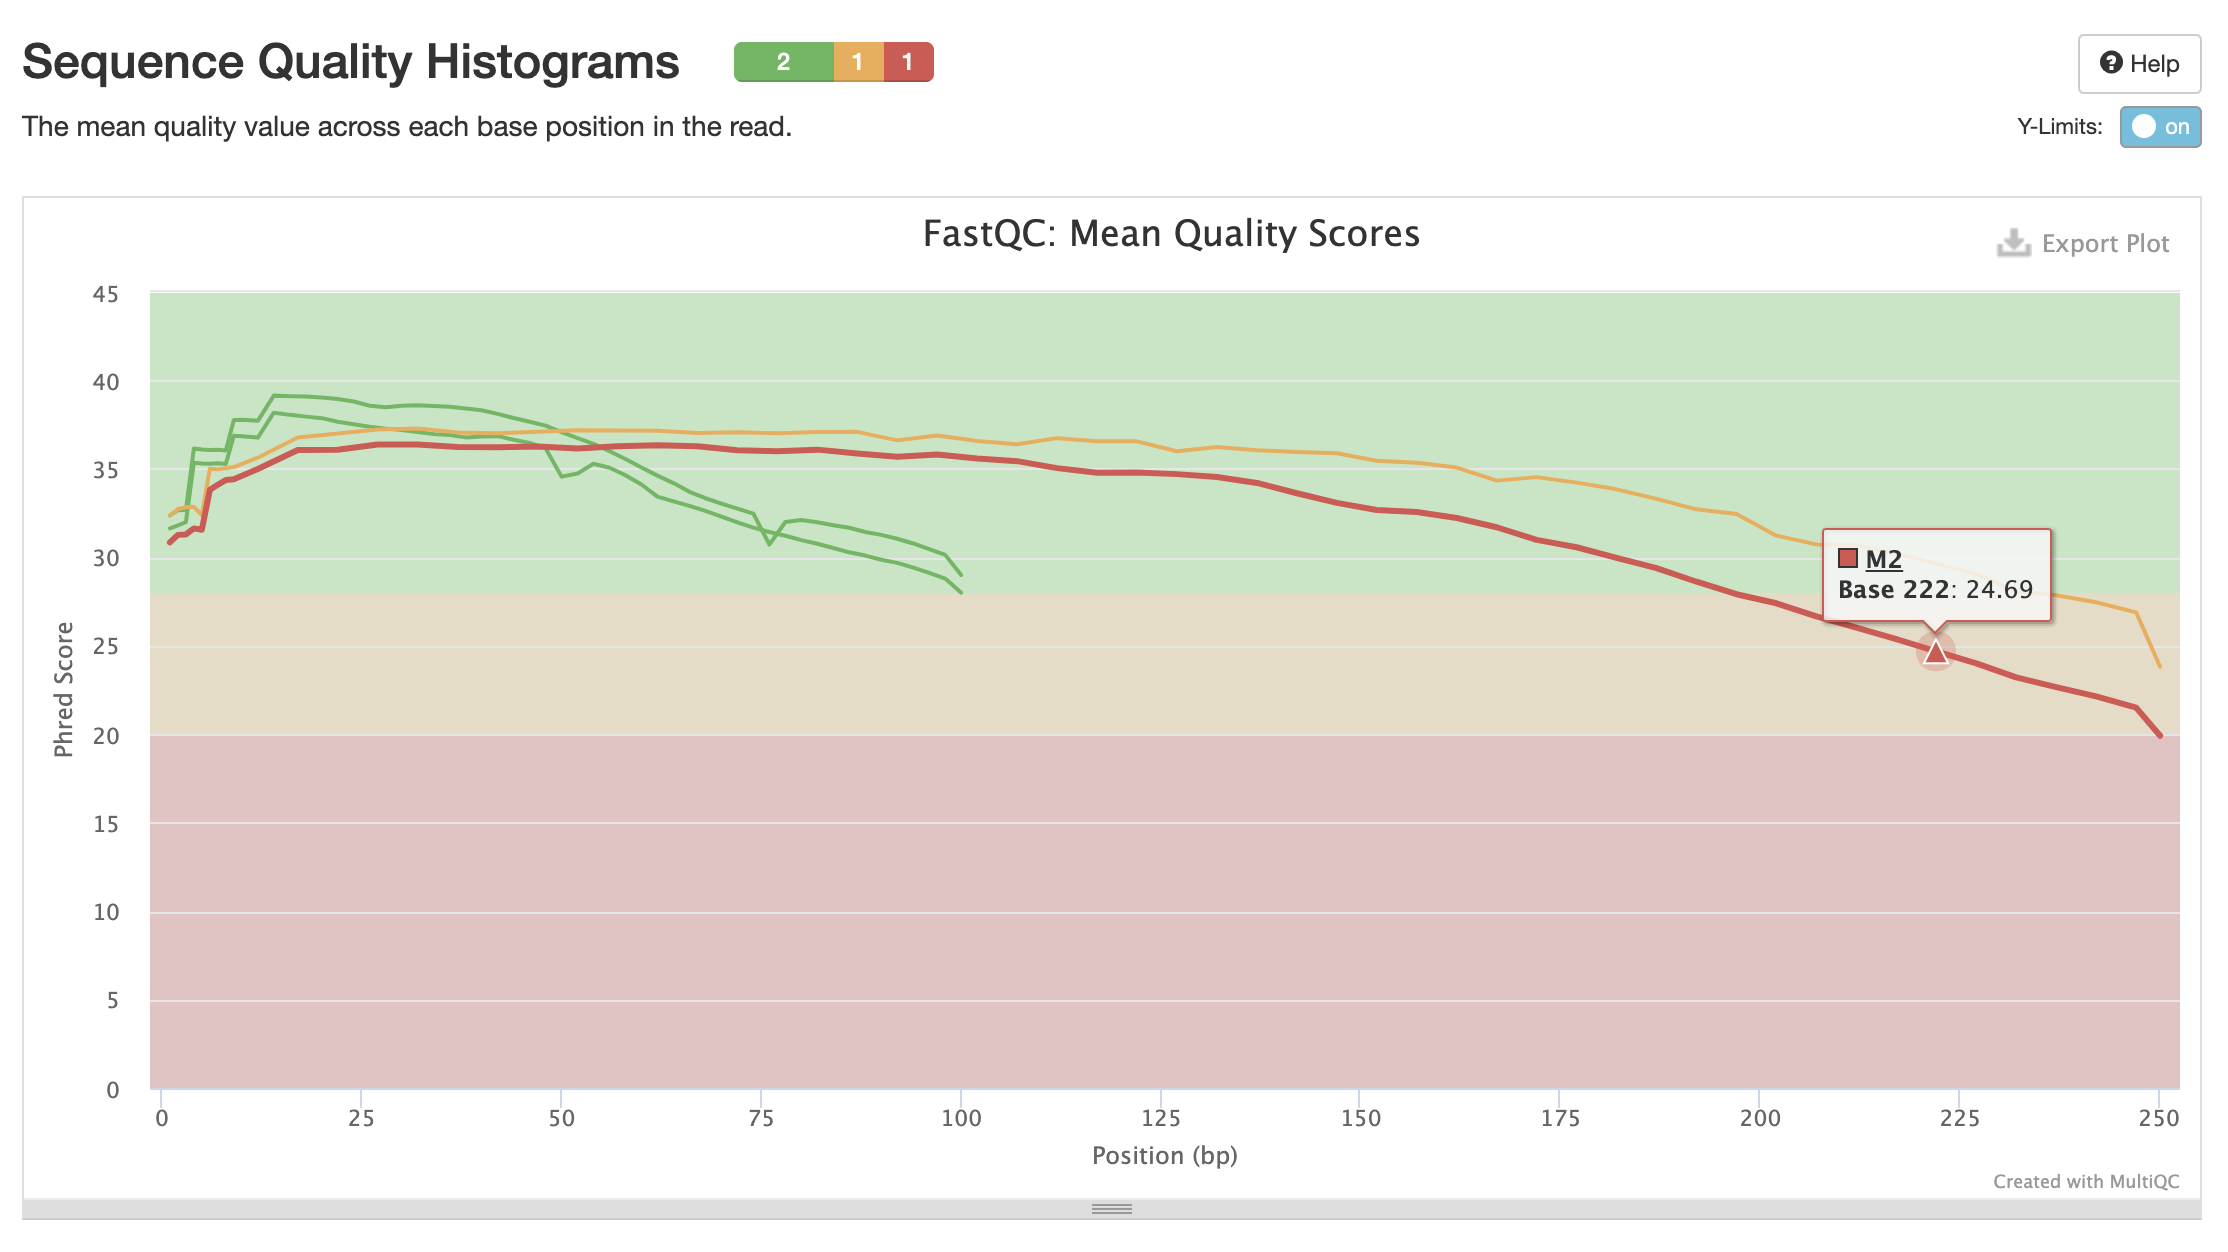 Sequence Quality Histograms
2 1 1
Help
The mean quality value across each base position in the read.
Y-Limits: on
FastQC: Mean Quality Scores
Export Plot
45
40
35
30
25
20
15
10
5
0
Phred Score
M2
Base 222: 24.69
0 25 50 75 100 125 150 175 200 225 250
Position (bp)
Created with MultiQC